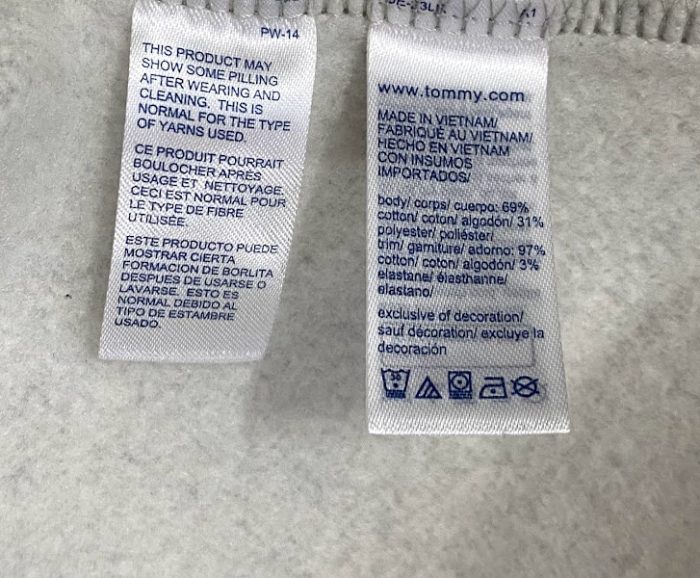 PW-14
THIS PRODUCT MAY
SHOW SOME PILLING
AFTER WEARING AND
CLEANING. THIS IS
NORMAL FOR THE TYPE
OF YARNS USED.
CE PRODUIT POURRAIT
BOULOCHER APRÈS
USAGE ET NETTOYAGE.
CECI EST NORMAL POUR
LE TYPE DE FIBRE
UTILISÉE.
ESTE PRODUCTO PUEDE
MOSTRAR CIERTA
FORMACION DE BORLITA
DESPUES DE USARSE O
LAVARSE. ESTO ES
NORMAL DEBIDO AL
TIPO DE ESTAMBRE
USADO.
www.tommy.com
MADE IN VIETNAM/
FABRIQUÉ AU VIETNAM/
HECHO EN VIETNAM
CON INSUMOS
IMPORTADOS/
body/ corps/ cuerpo: 69%
cotton/ coton/ algodón/ 31%
polyester/ poliéster/
trim/ garniture/ adorno: 97%
cotton/ coton/ algodón/ 3%
elastane/ élasthanne/
elastano/
exclusive of decoration/
sauf décoration/ excluye la
decoración
30